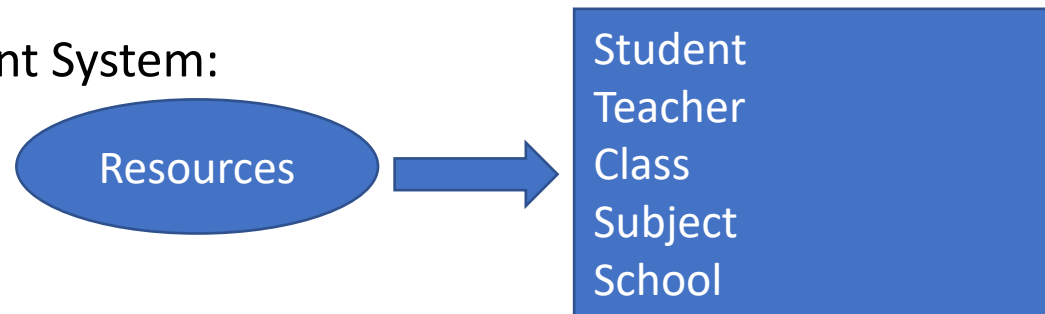 nt System:
Resources
Student
Teacher
Class
Subject
School